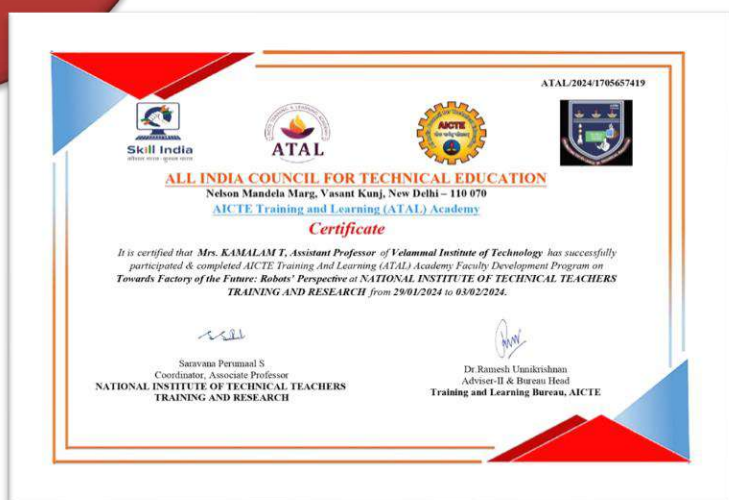 ATAL/2024/1705657419
Skill India
कौशल भारत - कुशल भारत
ATAL
AICTE
ALL INDIA COUNCIL FOR TECHNICAL EDUCATION
Nelson Mandela Marg, Vasant Kunj, New Delhi – 110 070
AICTE Training and Learning (ATAL) Academy
Certificate
It is certified that Mrs. KAMALAM T, Assistant Professor of Velammal Institute of Technology has successfully
participated & completed AICTE Training And Learning (ATAL) Academy Faculty Development Program on
Towards Factory of the Future: Robots' Perspective at NATIONAL INSTITUTE OF TECHNICAL TEACHERS
TRAINING AND RESEARCH from 29/01/2024 to 03/02/2024.
Saravana Perumaal S
Coordinator, Associate Professor
NATIONAL INSTITUTE OF TECHNICAL TEACHERS
TRAINING AND RESEARCH
Dr.Ramesh Unnikrishnan
Adviser-II & Bureau Head
Training and Learning Bureau, AICTE